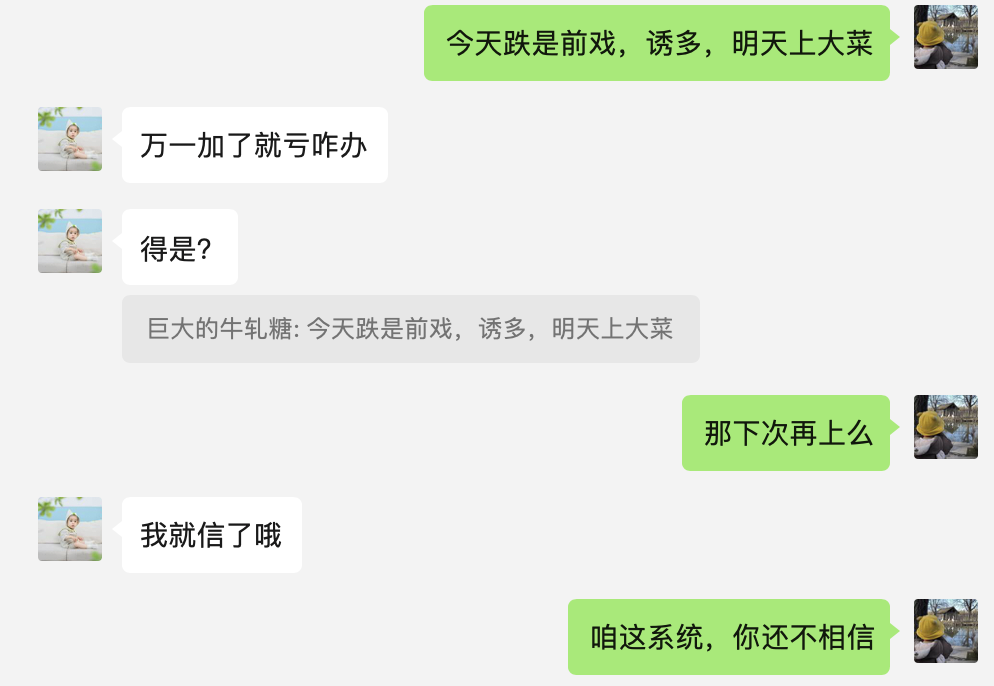 今天跌是前戏，诱多，明天上大菜
万一加了就亏咋办
得是？
巨大的牛轧糖: 今天跌是前戏，诱多，明天上大菜
那下次再上么
我就信了哦
咱这系统，你还不相信